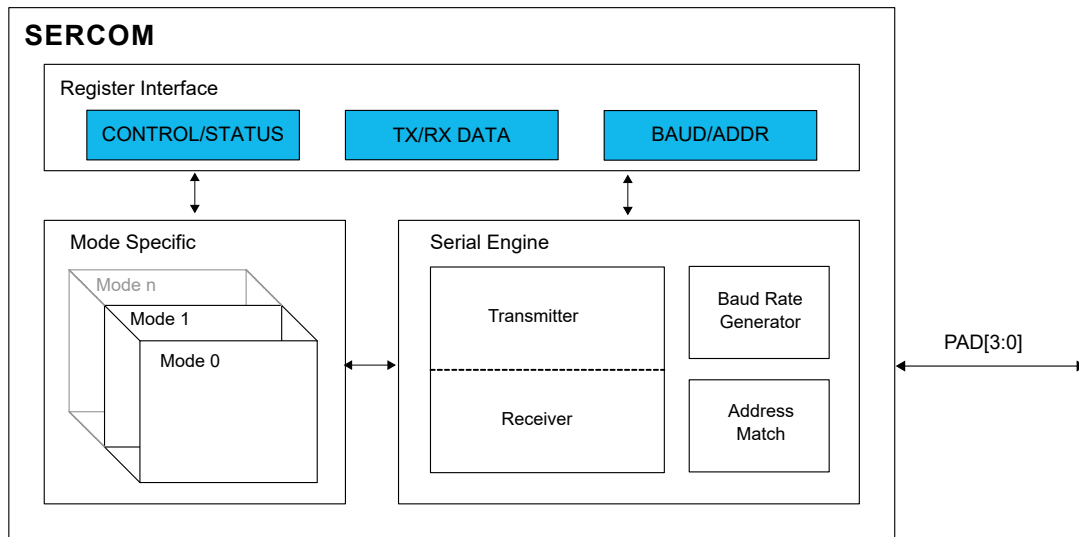 SERCOM
Register Interface
CONTROL/STATUS
TX/RX DATA
BAUD/ADDR
Mode Specific
Mode n
Mode 1
Mode 0
Serial Engine
Transmitter
Receiver
Baud Rate
Generator
Address
Match
PAD[3:0]